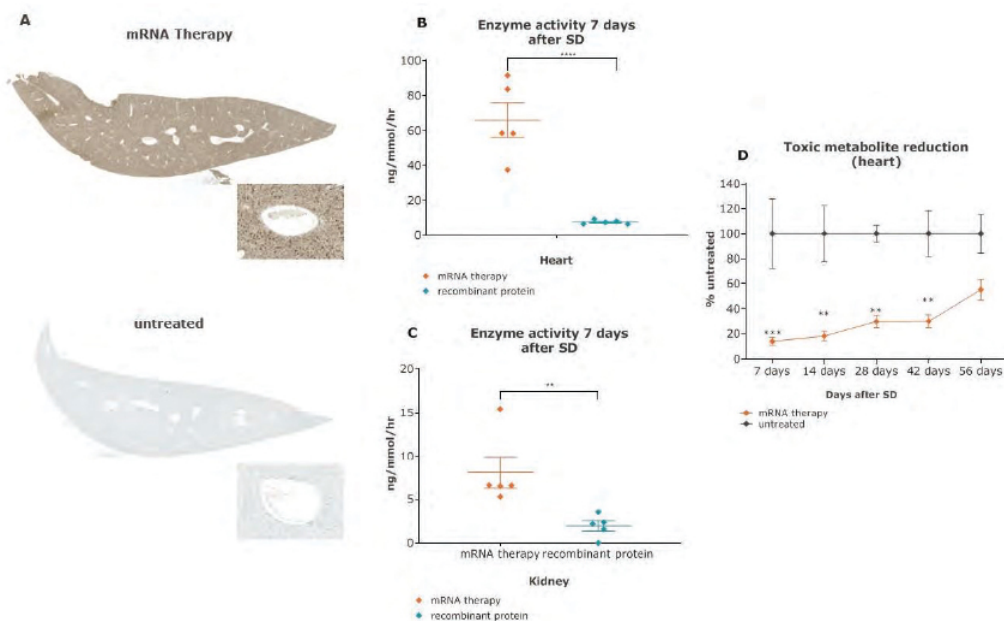 A
mRNA Therapy
untreated
B
Enzyme activity 7 days
after SD
****
ng/mmol/hr
100
80
60
40
20
0
Heart
mRNA therapy
recombinant protein
C
Enzyme activity 7 days
after SD
**
ng/mmol/hr
20
15
10
5
0
mRNA therapy recombinant protein
Kidney
mRNA therapy
recombinant protein
D
Toxic metabolite reduction
(heart)
% untreated
140
120
100
80
60
40
20
0
***
**
**
**
7 days 14 days 28 days 42 days 56 days
Days after SD
mRNA therapy
untreated